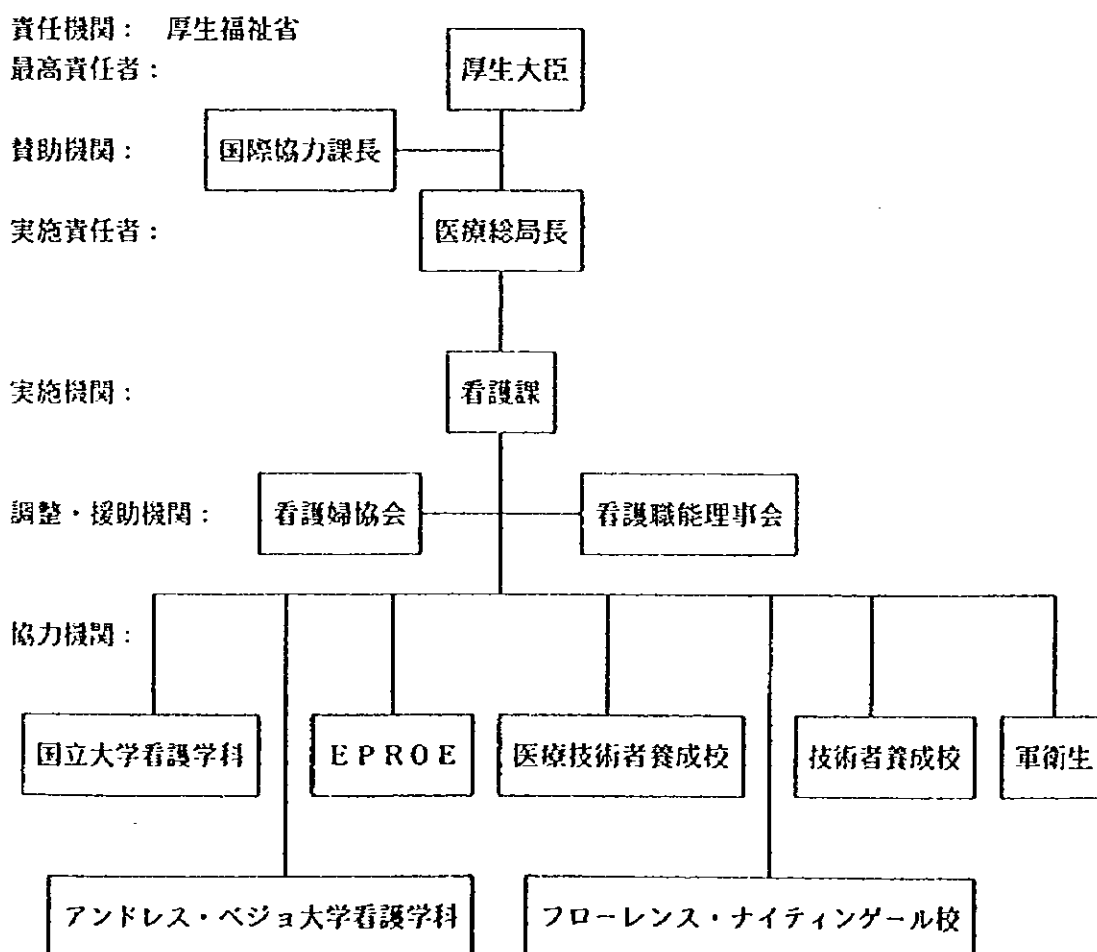 責任機関： 厚生福祉省
最高責任者：
厚生大臣
賛助機関：
国際協力課長
実施責任者：
医療総局長
実施機関：
看護課
調整・援助機関：
看護婦協会
看護職能理事会
協力機関：
国立大学看護学科
ＥＰＲＯＥ
医療技術者養成校
技術者養成校
軍衛生
アンドレス・ベジョ大学看護学科
フローレンス・ナイティンゲール校